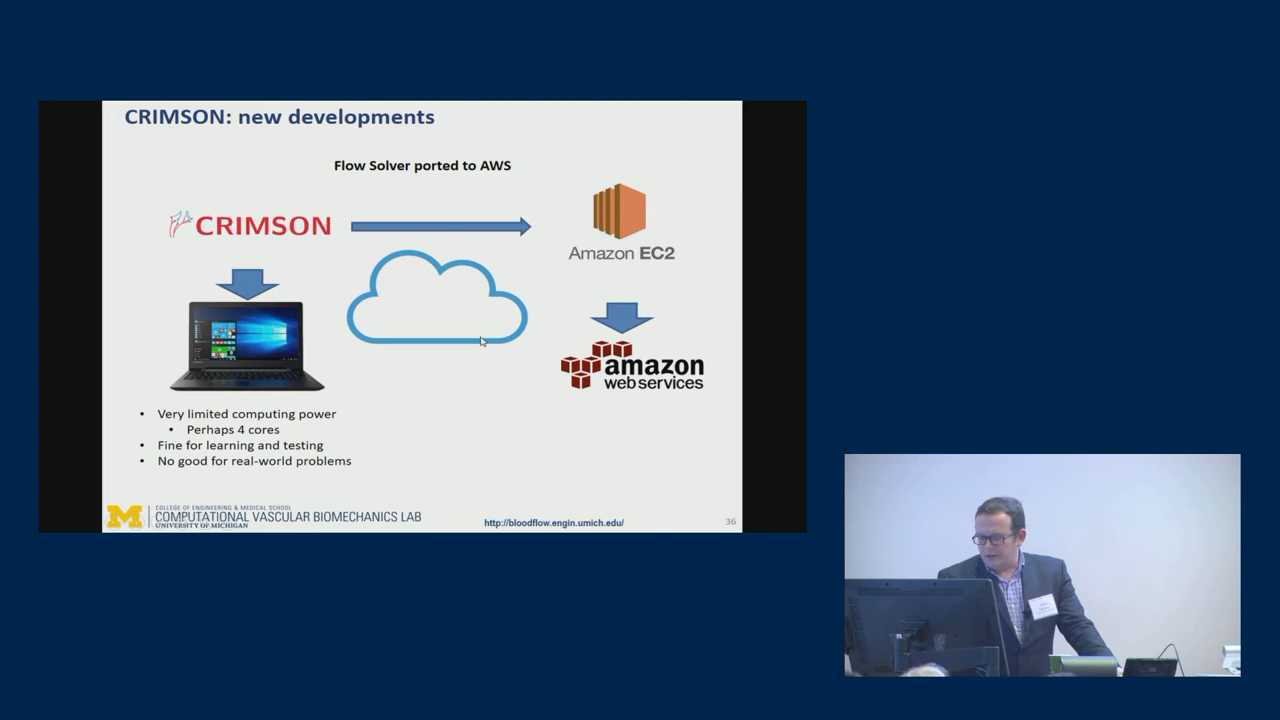 CRIMSON: new developments
Flow Solver ported to AWS
CRIMSON
Amazon EC2
amazon
web services
• Very limited computing power
• Perhaps 4 cores
• Fine for learning and testing
• No good for real-world problems
M
COLLEGE OF ENGINEERING & MEDICAL SCHOOL
COMPUTATIONAL VASCULAR BIOMECHANICS LAB
UNIVERSITY OF MICHIGAN
http://bloodflow.engin.umich.edu/
36